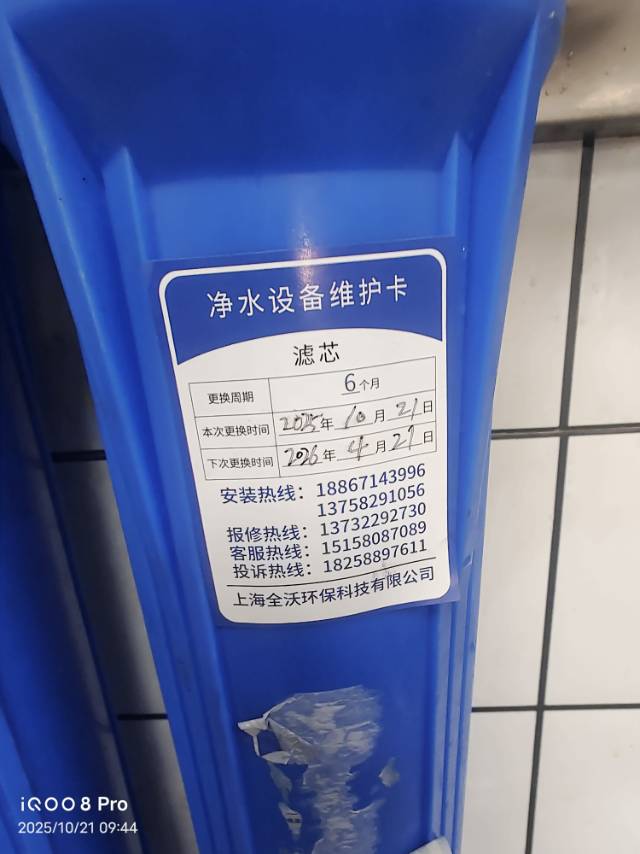 净水设备维护卡
滤芯
更换周期 6个月
本次更换时间 2025年 10月 21日
下次更换时间 2026年 4月 21日
安装热线：18867143996
13758291056
报修热线：13732292730
客服热线：15158087089
投诉热线：18258897611
上海全沃环保科技有限公司
iQOO 8 Pro
2025/10/21 09:44